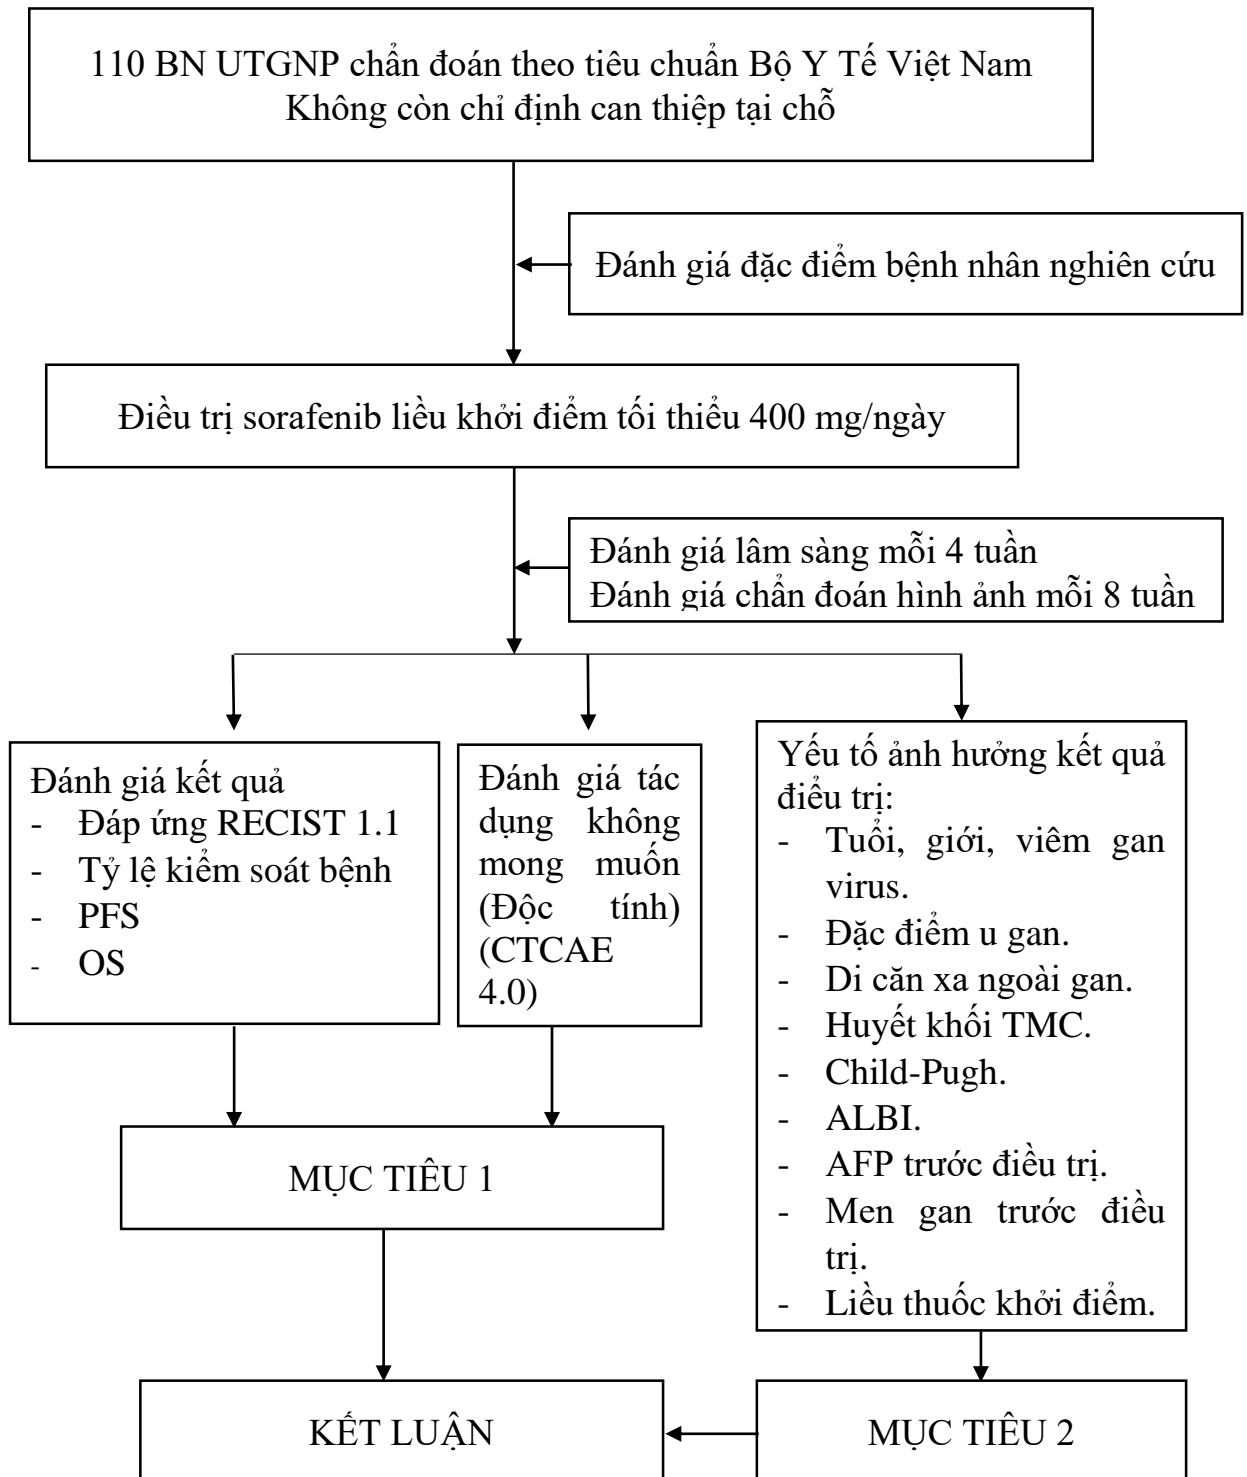 110 BN UTGNP chẩn đoán theo tiêu chuẩn Bộ Y Tế Việt Nam
Không còn chỉ định can thiệp tại chỗ
Đánh giá đặc điểm bệnh nhân nghiên cứu
Điều trị sorafenib liều khởi điểm tối thiểu 400 mg/ngày
Đánh giá lâm sàng mỗi 4 tuần
Đánh giá chẩn đoán hình ảnh mỗi 8 tuần
Đánh giá kết quả
- Đáp ứng RECIST 1.1
- Tỷ lệ kiểm soát bệnh
- PFS
- OS
Đánh giá tác
dụng không
mong muốn
(Độc tính)
(CTCAE
4.0)
Yếu tố ảnh hưởng kết quả
điều trị:
- Tuổi, giới, viêm gan
virus.
- Đặc điểm u gan.
- Di căn xa ngoài gan.
- Huyết khối TMC.
- Child-Pugh.
- ALBI.
- AFP trước điều trị.
- Men gan trước điều
trị.
- Liều thuốc khởi điểm.
MỤC TIÊU 1
KẾT LUẬN
MỤC TIÊU 2